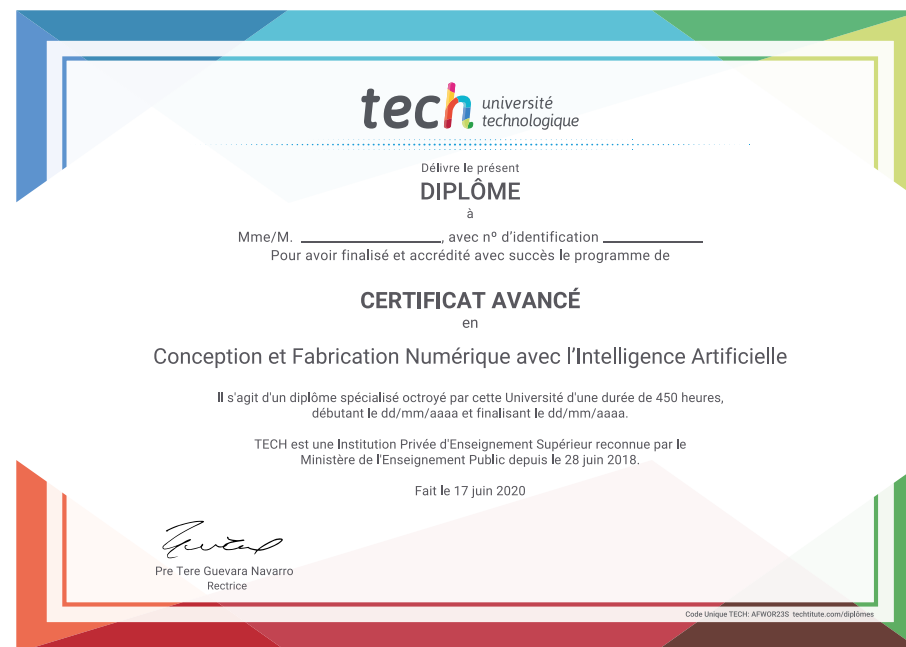 tech université
technologique
Délivre le présent
DIPLÔME
à
Mme/M. ____________________, avec nº d'identification ______________
Pour avoir finalisé et accrédité avec succès le programme de
CERTIFICAT AVANCÉ
en
Conception et Fabrication Numérique avec l'Intelligence Artificielle
Il s'agit d'un diplôme spécialisé octroyé par cette Université d'une durée de 450 heures,
débutant le dd/mm/aaaa et finalisant le dd/mm/aaaa.
TECH est une Institution Privée d'Enseignement Supérieur reconnue par le
Ministère de l'Enseignement Public depuis le 28 juin 2018.
Fait le 17 juin 2020
Pre Tere Guevara Navarro
Rectrice
Code Unique TECH: AFWOR23S techtitute.com/diplômes